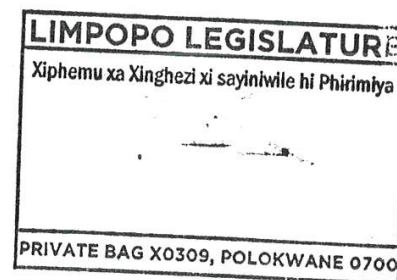 LIMPOPO LEGISLATURE
Xiphemu xa Xinghezi xi sayiniwile hi Phirimiya
PRIVATE BAG X0309, POLOKWANE 0700